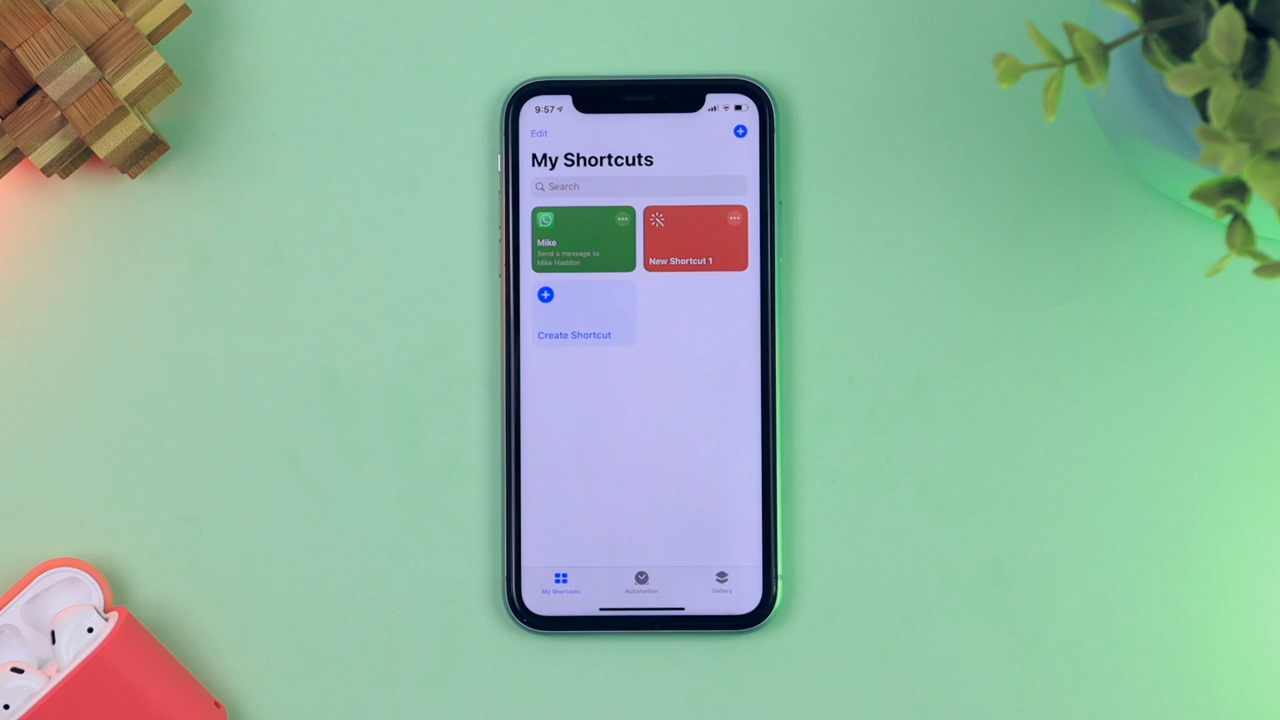 9:57
Edit
My Shortcuts
Search
Mike
Send a message to
Mike Haddon
New Shortcut 1
Create Shortcut
My Shortcuts
Automation
Gallery